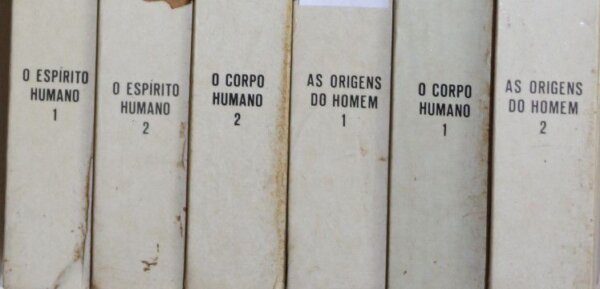 O ESPÍRITO
HUMANO
1
O ESPÍRITO
HUMANO
2
O CORPO
HUMANO
2
AS ORIGENS
DO HOMEM
1
O CORPO
HUMANO
1
AS ORIGENS
DO HOMEM
2